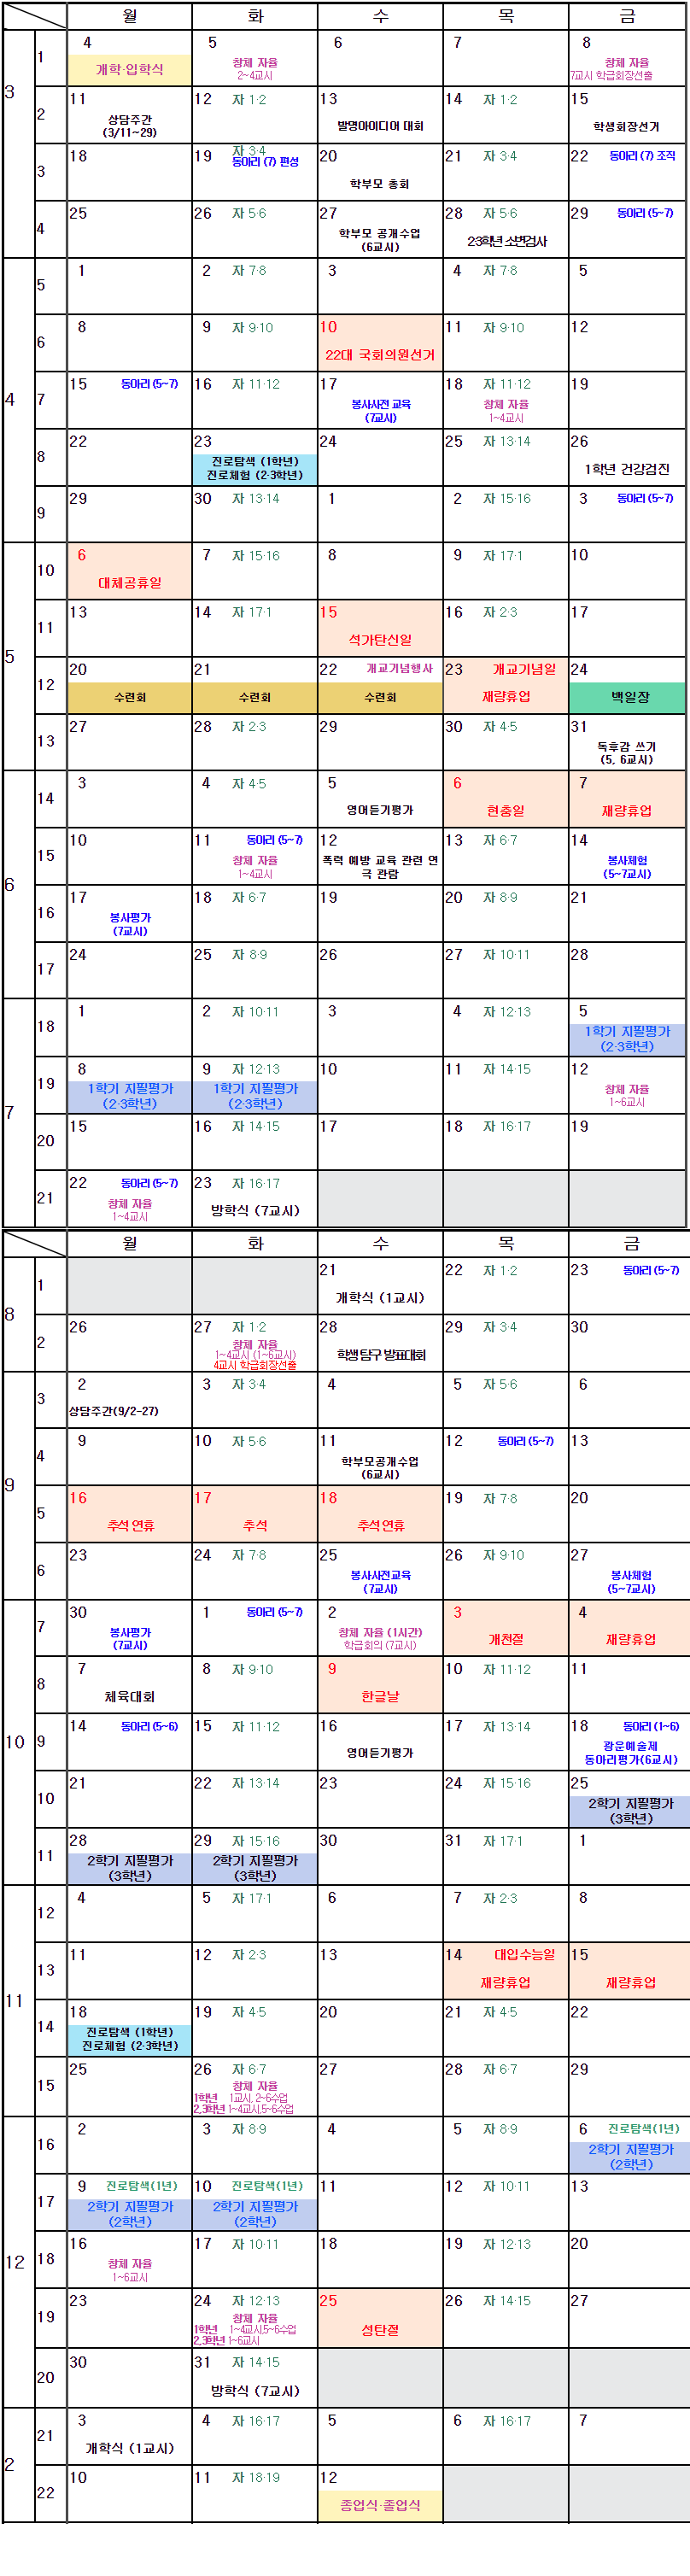 월 화 수 목 금
3
1 4 5 6 7 8
개학·입학식 창체 자율 창체 자율
2~4교시 7교시 학급회장선출
2 11 12 자 1·2 13 14 자 1·2 15
상담주간 발명아이디어 대회 학생회장선거
(3/11~29)
3 18 19 자 3·4 20 21 자 3·4 22 동아리 (7) 조직
동아리 (7) 편성
학부모 총회
4 25 26 자 5·6 27 28 자 5·6 29 동아리 (5~7)
학부모 공개수업 2·3학년 소변검사
(6교시)
4
5 1 2 자 7·8 3 4 자 7·8 5
6 8 9 자 9·10 10 11 자 9·10 12
22대 국회의원선거
7 15 동아리 (5~7) 16 자 11·12 17 18 자 11·12 19
봉사사전 교육 창체 자율
(7교시) 1~4교시
8 22 23 24 25 자 13·14 26
진로탐색 (1학년) 1학년 건강검진
진로체험 (2·3학년)
9 29 30 자 13·14 1 2 자 15·16 3 동아리 (5~7)
5
10 6 7 자 15·16 8 9 자 17·1 10
대체공휴일
11 13 14 자 17·1 15 16 자 2·3 17
석가탄신일
12 20 21 22 개교기념행사 23 개교기념일 24
수련회 수련회 수련회 재량휴업 백일장
13 27 28 자 2·3 29 30 자 4·5 31
독후감 쓰기
(5, 6교시)
6
14 3 4 자 4·5 5 6 7
영어듣기평가 현충일 재량휴업
15 10 11 동아리 (5~7) 12 13 자 6·7 14
창체 자율 폭력 예방 교육 관련 연 봉사체험
1~4교시 극 관람 (5~7교시)
16 17 18 자 6·7 19 20 자 8·9 21
봉사평가
(7교시)
17 24 25 자 8·9 26 27 자 10·11 28
7
18 1 2 자 10·11 3 4 자 12·13 5
1학기 지필평가
(2·3학년)
19 8 9 자 12·13 10 11 자 14·15 12
1학기 지필평가 1학기 지필평가 창체 자율
(2·3학년) (2·3학년) 1~6교시
20 15 16 자 14·15 17 18 자 16·17 19
21 22 동아리 (5~7) 23 자 16·17
창체 자율 방학식 (7교시)
1~4교시
월 화 수 목 금
8
1 21 22 자 1·2 23 동아리 (5~7)
개학식 (1교시)
2 26 27 자 1·2 28 29 자 3·4 30
창체 자율 학생탐구 발표대회
1~4교시 (1~6교시)
4교시 학급회장선출
9
3 2 3 자 3·4 4 5 자 5·6 6
상담주간(9/2-27)
4 9 10 자 5·6 11 12 동아리 (5~7) 13
학부모공개수업
(6교시)
5 16 17 18 19 자 7·8 20
추석 연휴 추석 추석 연휴
6 23 24 자 7·8 25 26 자 9·10 27
봉사사전교육 봉사체험
(7교시) (5~7교시)
10
7 30 1 동아리 (5~7) 2 3 4
봉사평가 창체 자율 (1시간) 개천절 재량휴업
(7교시) 학급회의 (7교시)
8 7 8 자 9·10 9 10 자 11·12 11
체육대회 한글날
9 14 동아리 (5~6) 15 자 11·12 16 17 자 13·14 18 동아리 (1~6)
영어듣기평가 광운예술제
동아리평가(6교시)
10 21 22 자 13·14 23 24 자 15·16 25
2학기 지필평가
(3학년)
11 28 29 자 15·16 30 31 자 17·1 1
2학기 지필평가 2학기 지필평가
(3학년) (3학년)
11
12 4 5 자 17·1 6 7 자 2·3 8
13 11 12 자 2·3 13 14 대입수능일 15
재량휴업 재량휴업
14 18 19 자 4·5 20 21 자 4·5 22
진로탐색 (1학년)
진로체험 (2·3학년)
15 25 26 자 6·7 27 28 자 6·7 29
창체 자율
1학년 1교시, 2~6수업
2,3학년 1~4교시,5~6수업
12
16 2 3 자 8·9 4 5 자 8·9 6 진로탐색(1년)
2학기 지필평가
(2학년)
17 9 진로탐색(1년) 10 진로탐색(1년) 11 12 자 10·11 13
2학기 지필평가 2학기 지필평가
(2학년) (2학년)
18 16 17 자 10·11 18 19 자 12·13 20
창체 자율
1~6교시
19 23 24 자 12·13 25 26 자 14·15 27
창체 자율 성탄절
1학년 1~4교시,5~6수업
2,3학년 1~6교시
20 30 31 자 14·15
방학식 (7교시)
2
21 3 4 자 16·17 5 6 자 16·17 7
개학식 (1교시)
22 10 11 자 18·19 12
종업식·졸업식